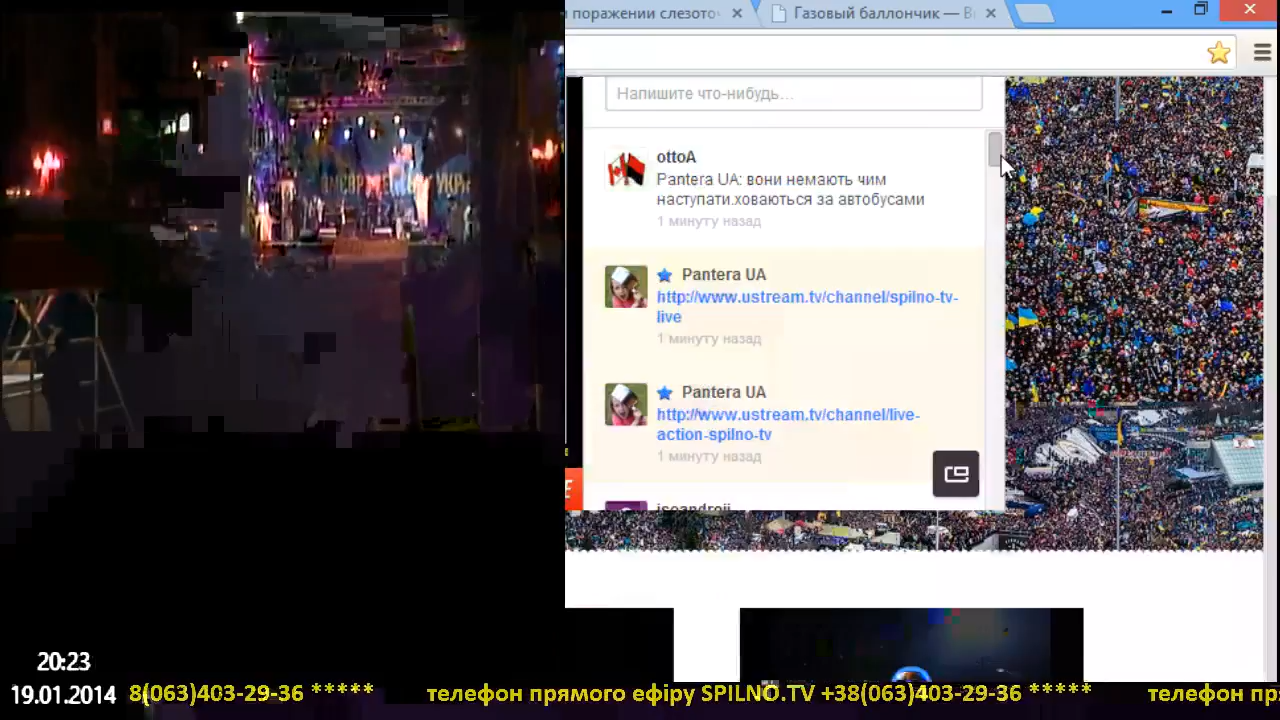 поражении слезоточ
Газовый баллончик — В
Напишите что-нибудь...
ottoA
Pantera UA: вони немають чим
наступати.ховаються за автобусами
1 минуту назад
Pantera UA
http://www.ustream.tv/channel/spilno-tv-
live
1 минуту назад
Pantera UA
http://www.ustream.tv/channel/live-
action-spilno-tv
1 минуту назад
20:23
19.01.2014
8(063)403-29-36 ***** телефон прямого ефіру SPILNO.TV +38(063)403-29-36 ***** телефон пр